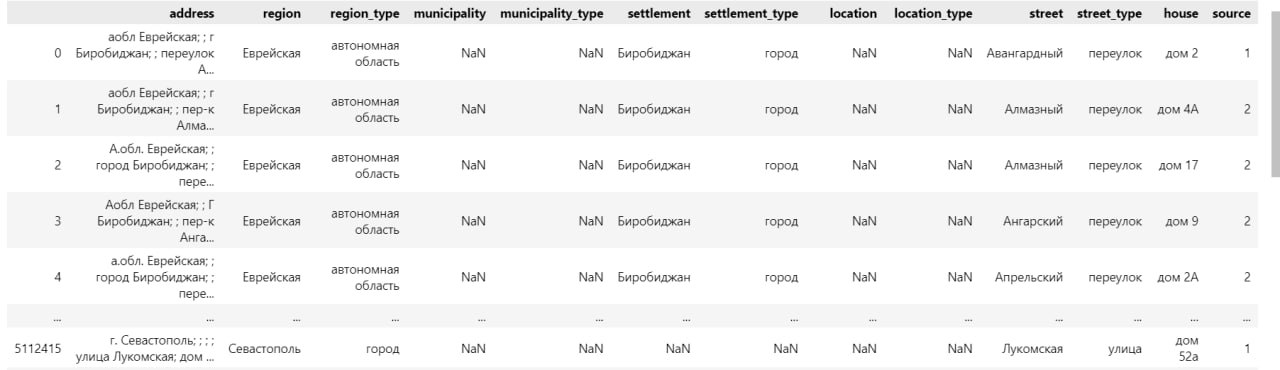 address region region_type municipality municipality_type settlement settlement_type location location_type street street_type house source
0 аобл Еврейская; ; г Биробиджан; ; переулок А... Еврейская автономная область NaN NaN Биробиджан город NaN NaN Авангардный переулок дом 2 1
1 аобл Еврейская; ; г Биробиджан; ; пер-к Алма... Еврейская автономная область NaN NaN Биробиджан город NaN NaN Алмазный переулок дом 4А 2
2 А.обл. Еврейская; ; город Биробиджан; ; пере... Еврейская автономная область NaN NaN Биробиджан город NaN NaN Алмазный переулок дом 17 2
3 Аобл Еврейская; ; Г Биробиджан; ; пер-к Анга... Еврейская автономная область NaN NaN Биробиджан город NaN NaN Ангарский переулок дом 9 2
4 а.обл. Еврейская; ; город Биробиджан; ; пере... Еврейская автономная область NaN NaN Биробиджан город NaN NaN Апрельский переулок дом 2А 2
... ... ... ... ... ... ... ... ... ... ... ... ... ...
5112415 г. Севастополь; ; ; ; улица Лукомская; дом ... Севастополь город NaN NaN NaN NaN NaN NaN Лукомская улица дом 52а 1